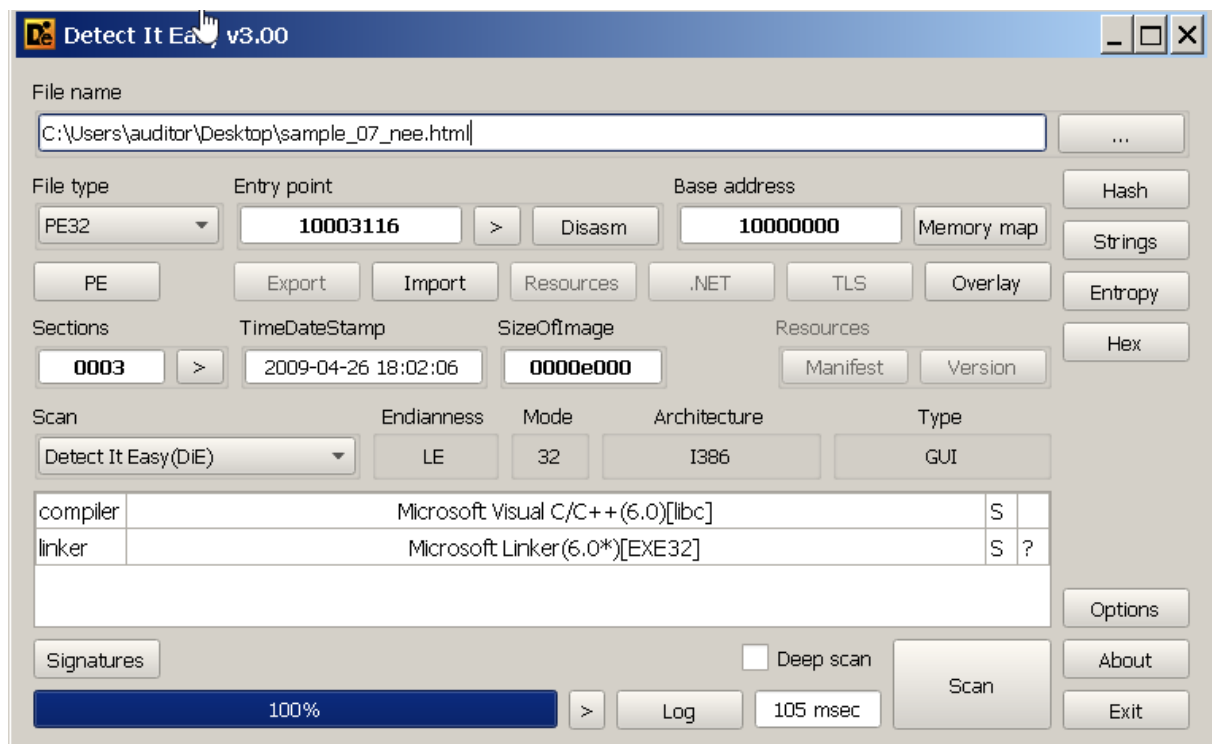 Detect It Easy v3.00
File name
C:\Users\auditor\Desktop\sample_07_nee.html
...
File type
Entry point
Base address
Hash
PE32
10003116
>
Disasm
10000000
Memory map
Strings
PE
Export
Import
Resources
.NET
TLS
Overlay
Entropy
Sections
TimeDateStamp
SizeOfImage
Resources
Hex
0003
>
2009-04-26 18:02:06
0000e000
Manifest
Version
Scan
Endianness
Mode
Architecture
Type
Detect It Easy(DiE)
LE
32
I386
GUI
compiler
Microsoft Visual C/C++(6.0)[libc]
S
linker
Microsoft Linker(6.0*)[EXE32]
S
?
Options
Signatures
Deep scan
Scan
About
100%
>
Log
105 msec
Exit